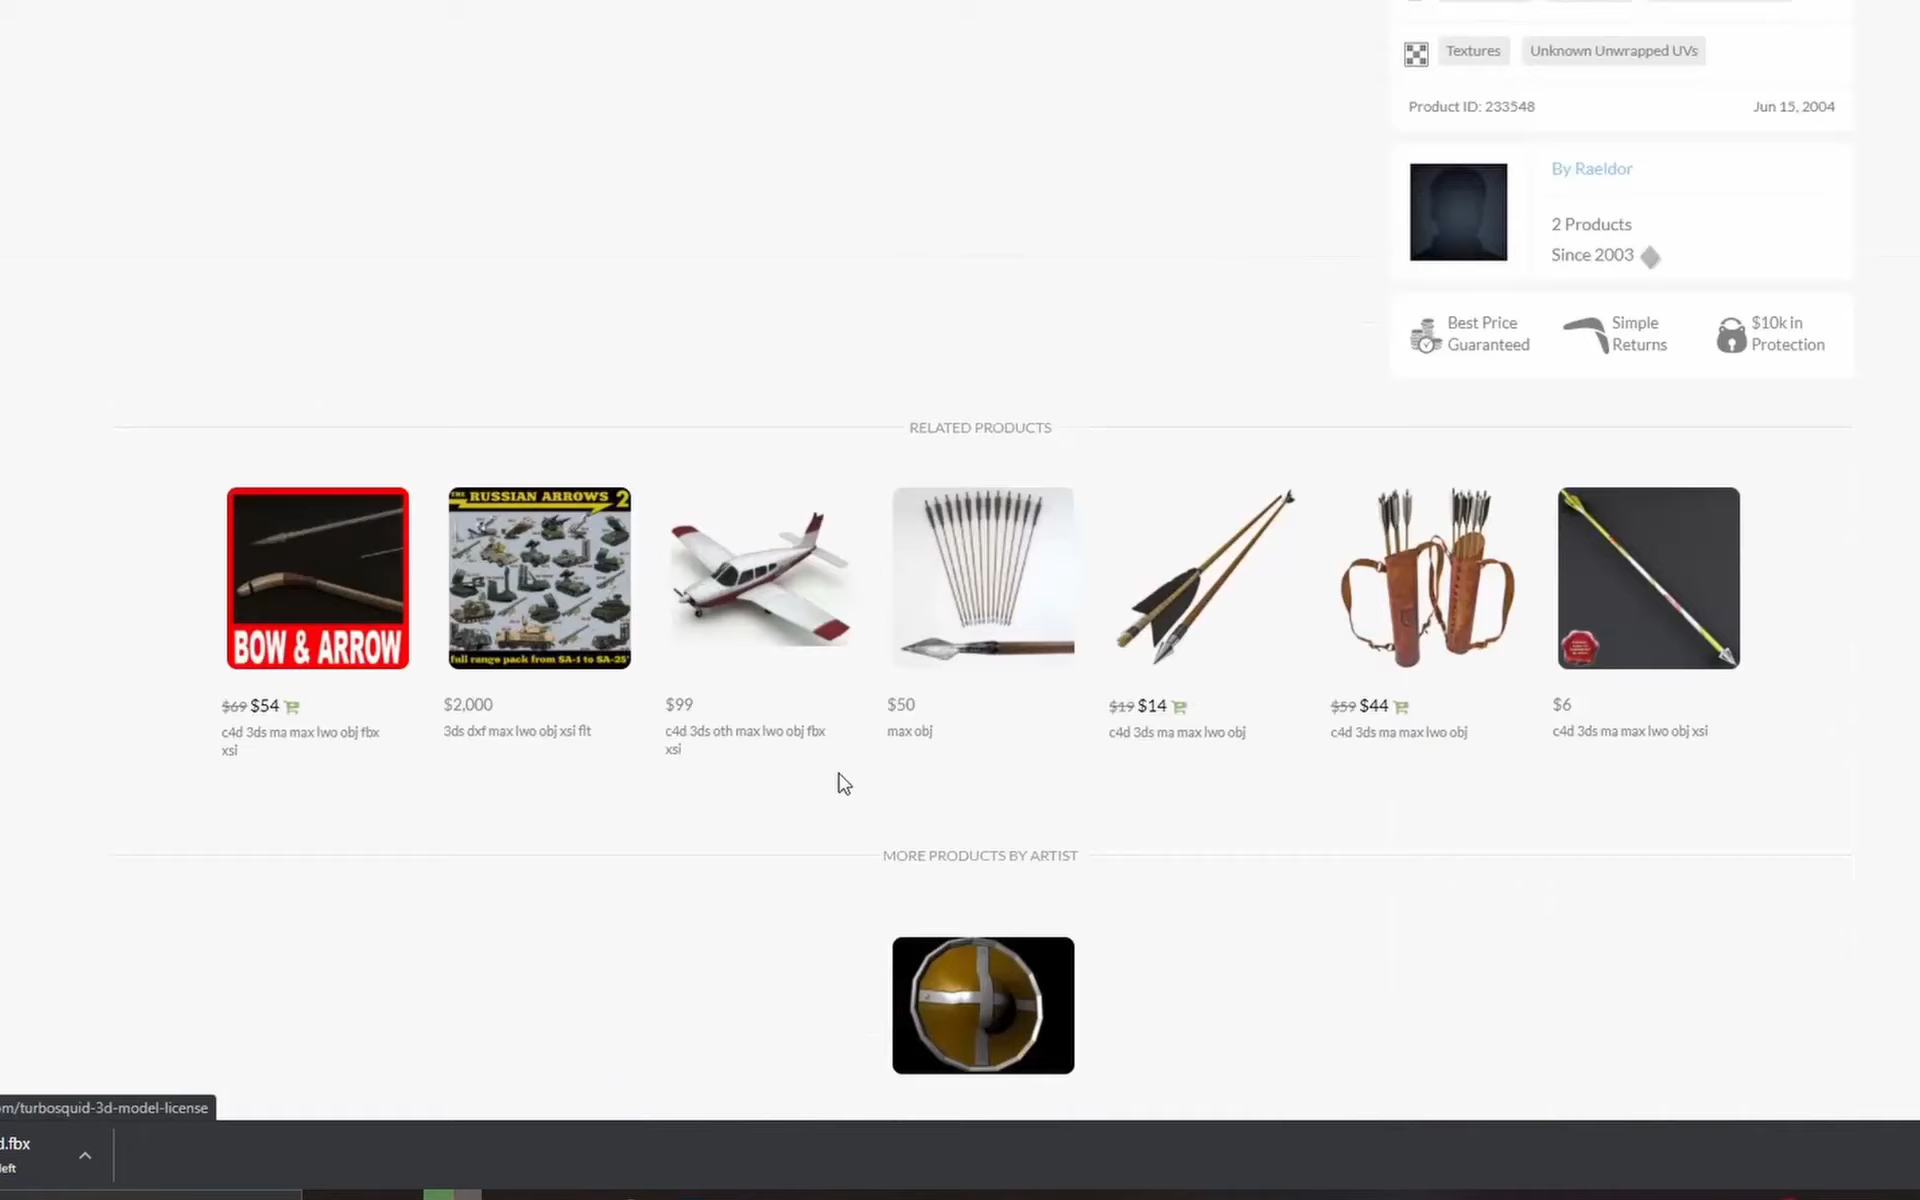 Textures
Unknown Unwrapped UVs
Product ID: 233548
Jun 15, 2004
By Raeldor
2 Products
Since 2003
Best Price
Guaranteed
Simple
Returns
$10k in
Protection
RELATED PRODUCTS
BOW & ARROW
THE RUSSIAN ARROWS 2
full range pack from SA-1 to SA-25
$69 $54
c4d 3ds ma max lwo obj fbx
xsi
$2,000
3ds dxf max lwo obj xsi flt
$99
c4d 3ds oth max lwo obj fbx
xsi
$50
max obj
$19 $14
c4d 3ds ma max lwo obj
$59 $44
c4d 3ds ma max lwo obj
$6
c4d 3ds ma max lwo obj xsi
MORE PRODUCTS BY ARTIST
m/turbosquid-3d-model-license
d.fbx
left